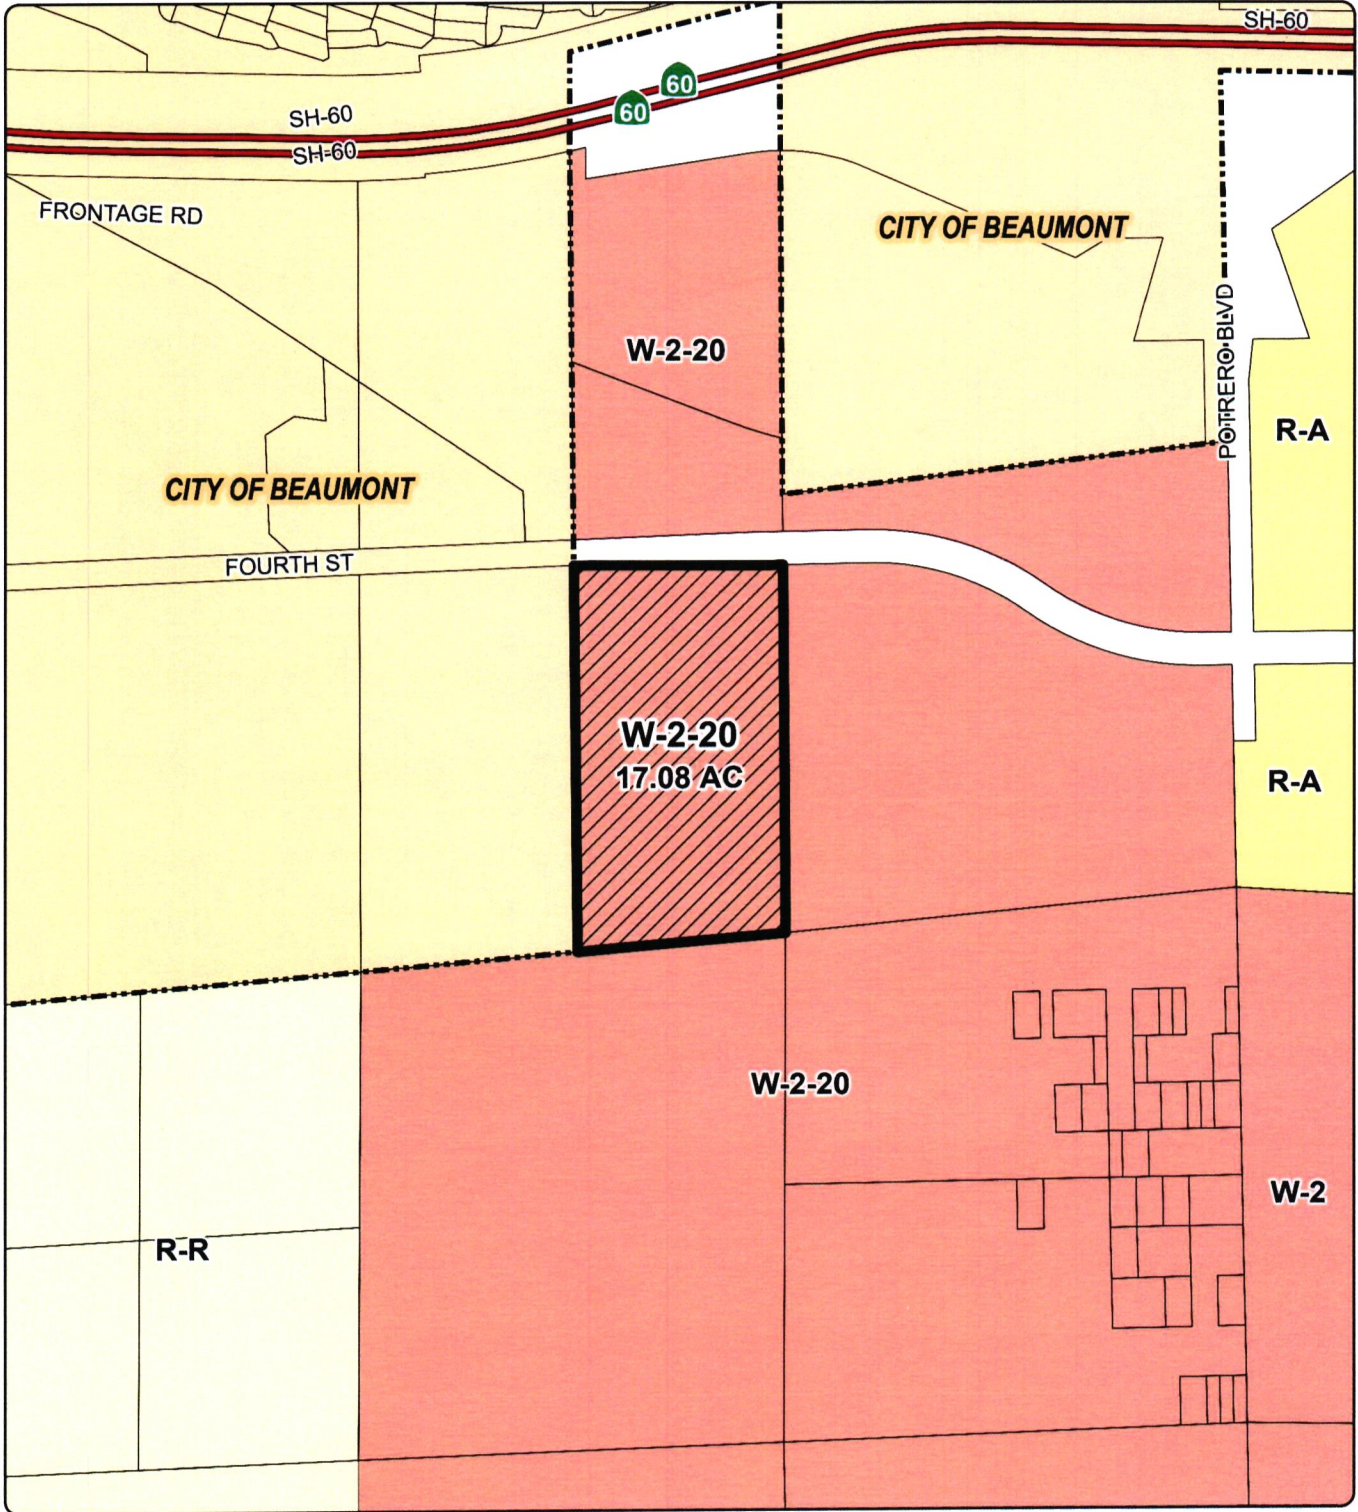 SH-60
60
SH-60
60
SH-60
FRONTAGE RD
CITY OF BEAUMONT
W-2-20
POTRERO BLVD
R-A
CITY OF BEAUMONT
FOURTH ST
W-2-20
17.08 AC
R-A
W-2-20
W-2
R-R